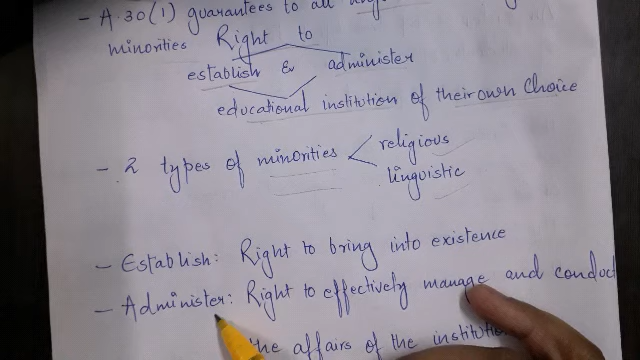 - A.30(1) guarantees to all
minorities Right to
establish & administer
educational institution of their own choice
- 2 types of minorities religious
linguistic
- Establish: Right to bring into existence
- Administer: Right to effectively manage and conduct
the affairs of the institution